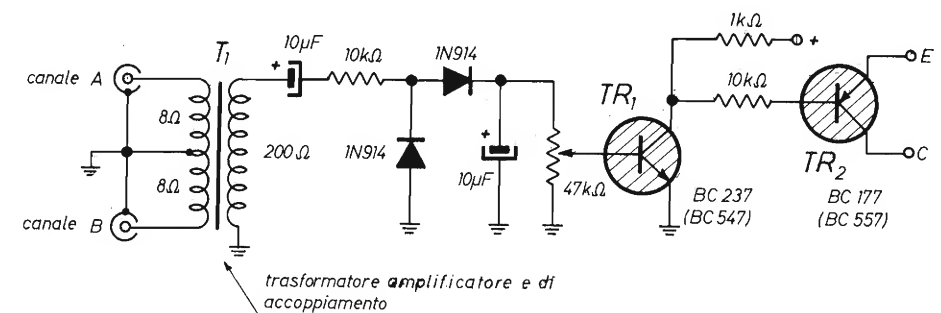 canale A
T1
8Ω
8Ω
200Ω
canale B
+
10µF
10kΩ
1N914
1N914
+
10µF
47kΩ
TR1
BC 237
(BC 547)
1kΩ
+
10kΩ
TR2
BC 177
(BC 557)
E
C
trasformatore amplificatore e di
accoppiamento